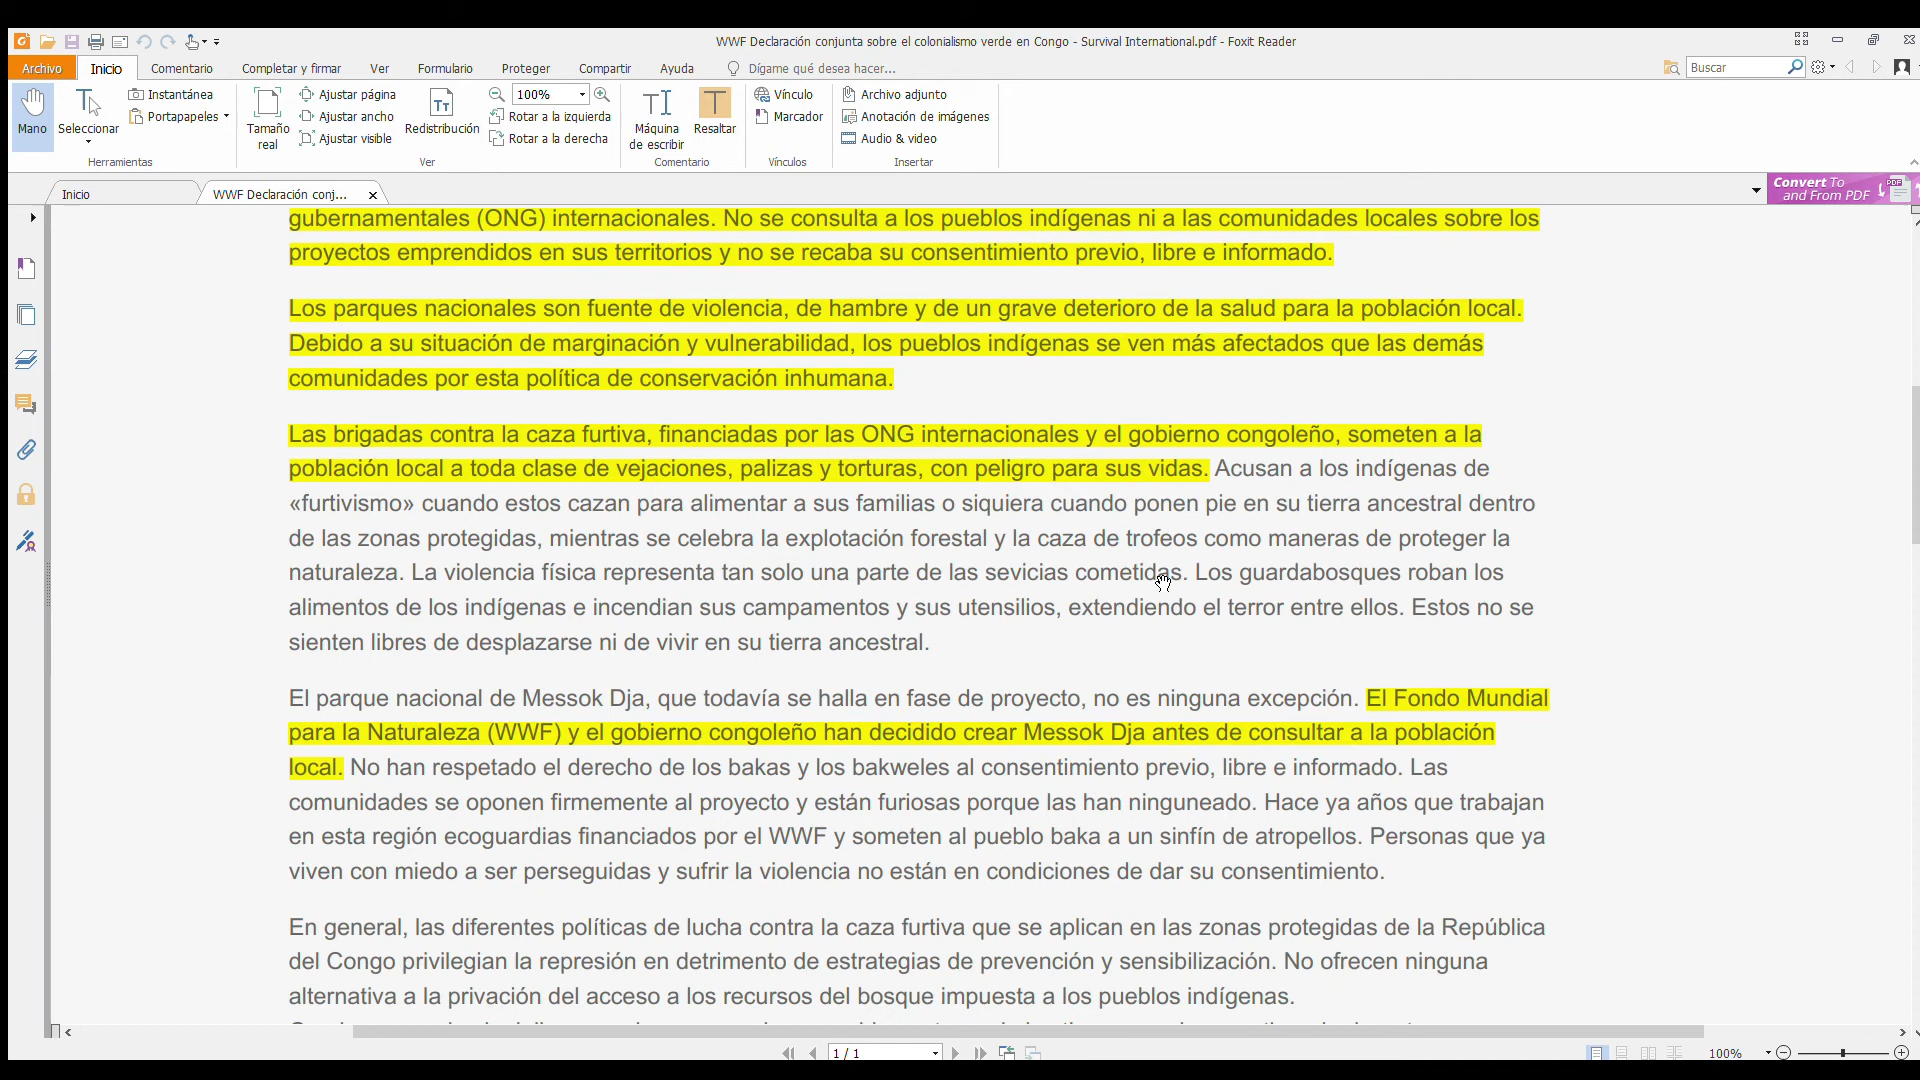 WWF Declaración conjunta sobre el colonialismo verde en Congo - Survival International.pdf - Foxit Reader
Archivo Inicio Comentario Completar y firmar Ver Formulario Proteger Compartir Ayuda Dígame qué desea hacer... Buscar
Mano
Seleccionar
Instantánea
Portapapeles
Herramientas
Tamaño
real
Ajustar página
Ajustar ancho
Ajustar visible
Redistribución
100%
Rotar a la izquierda
Rotar a la derecha
Ver
Máquina
de escribir
Resaltar
Comentario
Vínculo
Marcador
Vínculos
Archivo adjunto
Anotación de imágenes
Audio & video
Insertar
Inicio
WWF Declaración conj...
Convert To
and From PDF
PDF
gubernamentales (ONG) internacionales. No se consulta a los pueblos indígenas ni a las comunidades locales sobre los
proyectos emprendidos en sus territorios y no se recaba su consentimiento previo, libre e informado.
Los parques nacionales son fuente de violencia, de hambre y de un grave deterioro de la salud para la población local.
Debido a su situación de marginación y vulnerabilidad, los pueblos indígenas se ven más afectados que las demás
comunidades por esta política de conservación inhumana.
Las brigadas contra la caza furtiva, financiadas por las ONG internacionales y el gobierno congoleño, someten a la
población local a toda clase de vejaciones, palizas y torturas, con peligro para sus vidas. Acusan a los indígenas de
«furtivismo» cuando estos cazan para alimentar a sus familias o siquiera cuando ponen pie en su tierra ancestral dentro
de las zonas protegidas, mientras se celebra la explotación forestal y la caza de trofeos como maneras de proteger la
naturaleza. La violencia física representa tan solo una parte de las sevicias cometidas. Los guardabosques roban los
alimentos de los indígenas e incendian sus campamentos y sus utensilios, extendiendo el terror entre ellos. Estos no se
sienten libres de desplazarse ni de vivir en su tierra ancestral.
El parque nacional de Messok Dja, que todavía se halla en fase de proyecto, no es ninguna excepción. El Fondo Mundial
para la Naturaleza (WWF) y el gobierno congoleño han decidido crear Messok Dja antes de consultar a la población
local. No han respetado el derecho de los bakas y los bakweles al consentimiento previo, libre e informado. Las
comunidades se oponen firmemente al proyecto y están furiosas porque las han ninguneado. Hace ya años que trabajan
en esta región ecoguardias financiados por el WWF y someten al pueblo baka a un sinfín de atropellos. Personas que ya
viven con miedo a ser perseguidas y sufrir la violencia no están en condiciones de dar su consentimiento.
En general, las diferentes políticas de lucha contra la caza furtiva que se aplican en las zonas protegidas de la República
del Congo privilegian la represión en detrimento de estrategias de prevención y sensibilización. No ofrecen ninguna
alternativa a la privación del acceso a los recursos del bosque impuesta a los pueblos indígenas.
1 / 1
100%